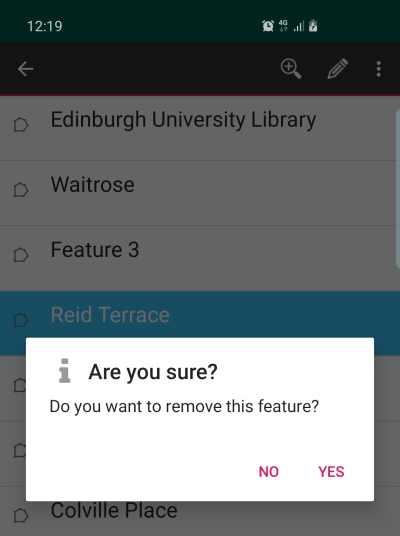 12:19
4G
Edinburgh University Library
Waitrose
Feature 3
Reid Terrace
Are you sure?
Do you want to remove this feature?
NO YES
Colville Place